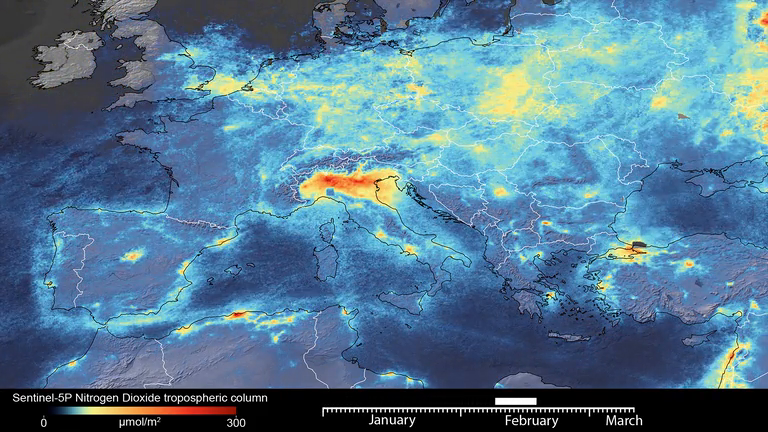 Sentinel-5P Nitrogen Dioxide tropospheric column
0 μmol/m² 300
January February March